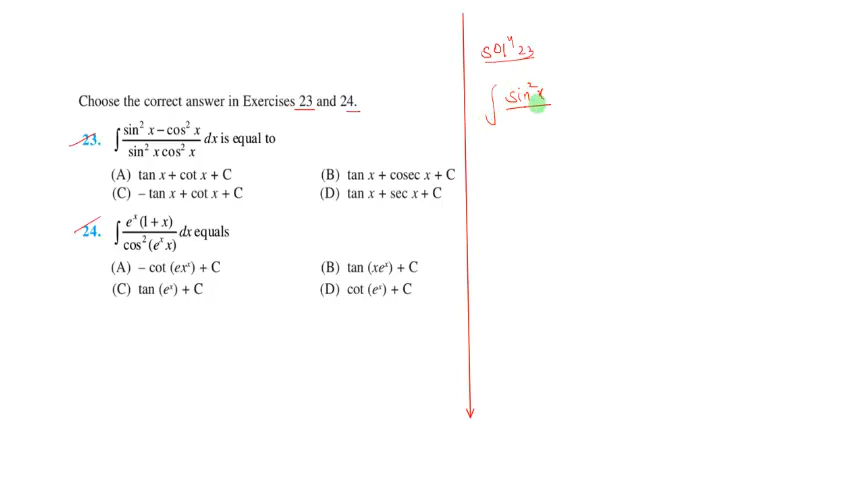 Choose the correct answer in Exercises 23 and 24.
23. ∫ (sin² x – cos² x)/(sin² x cos² x) dx is equal to
(A) tan x + cot x + C (B) tan x + cosec x + C
(C) – tan x + cot x + C (D) tan x + sec x + C
24. ∫ eˣ(1 + x)/cos²(eˣ x) dx equals
(A) – cot (exˣ) + C (B) tan (xeˣ) + C
(C) tan (eˣ) + C (D) cot (eˣ) + C
Solⁿ 23
∫ sin² x